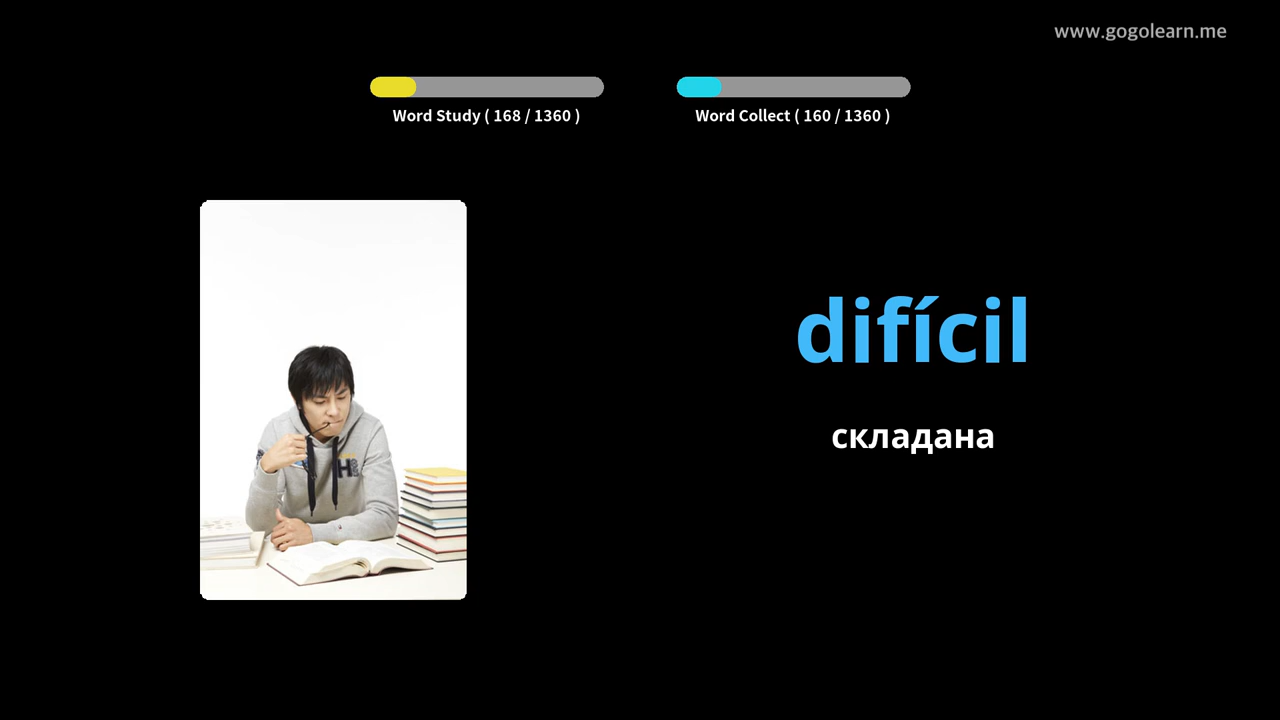 www.gogolearn.me
Word Study ( 168 / 1360 )
Word Collect ( 160 / 1360 )
difícil
складана
H